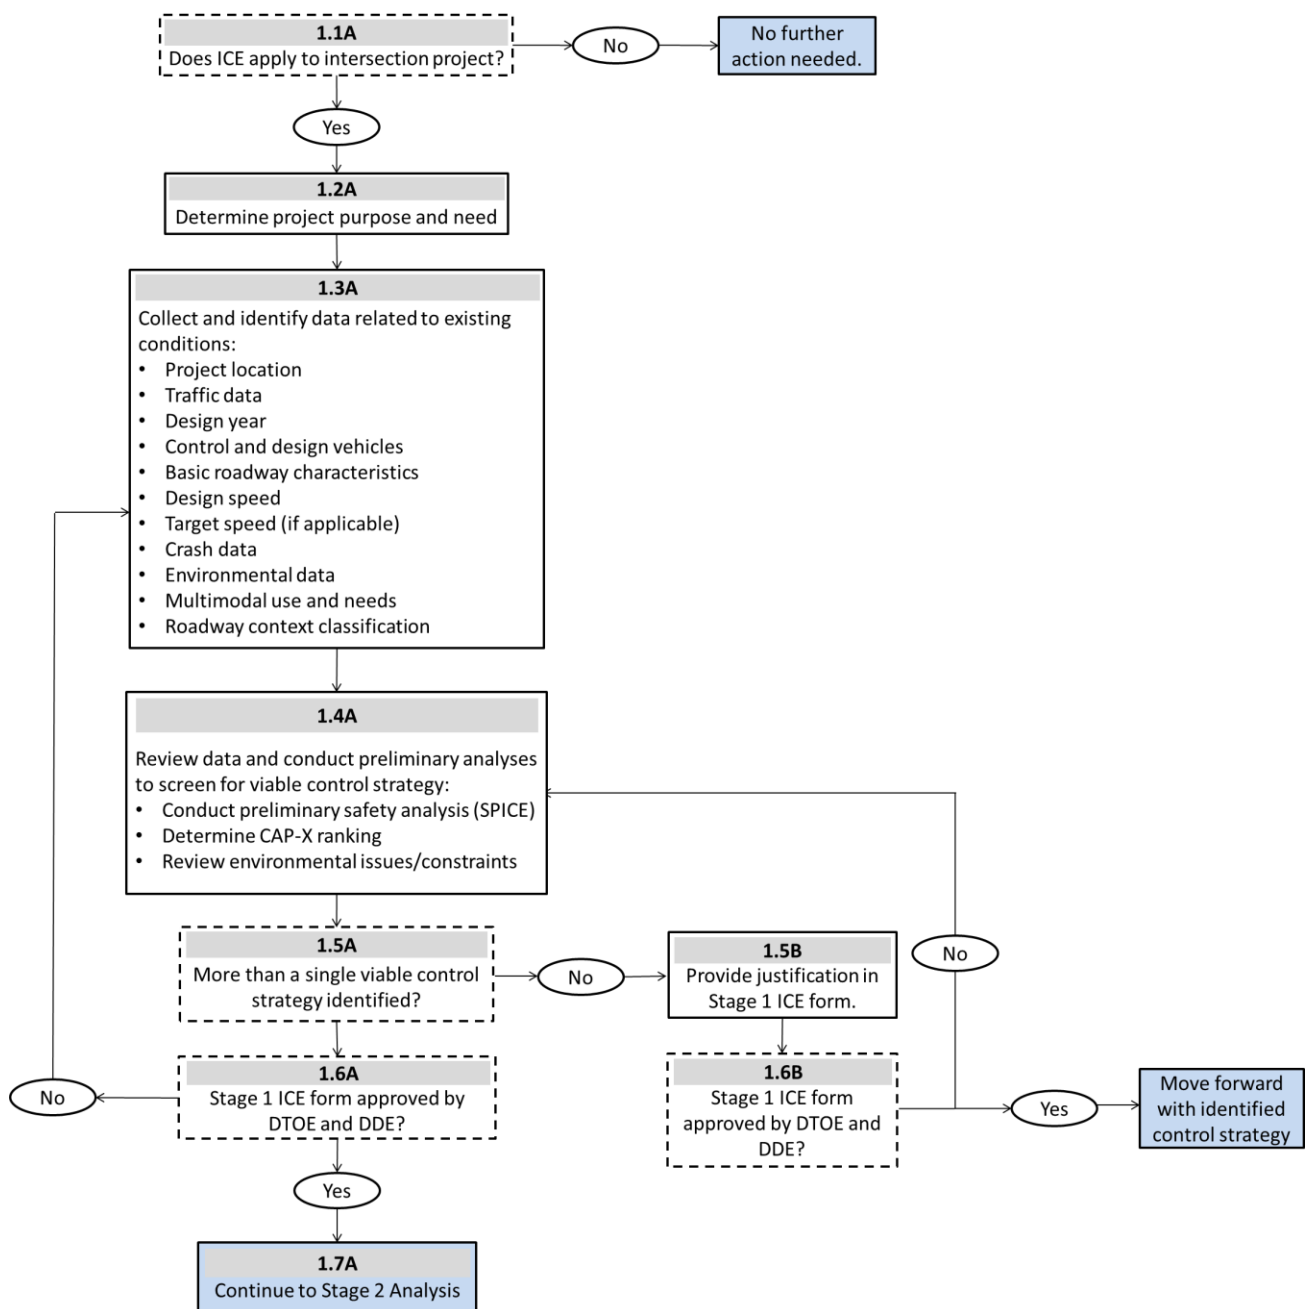 1.1A
Does ICE apply to intersection project?
No
No further
action needed.
Yes
1.2A
Determine project purpose and need
1.3A
Collect and identify data related to existing
conditions:
• Project location
• Traffic data
• Design year
• Control and design vehicles
• Basic roadway characteristics
• Design speed
• Target speed (if applicable)
• Crash data
• Environmental data
• Multimodal use and needs
• Roadway context classification
1.4A
Review data and conduct preliminary analyses
to screen for viable control strategy:
• Conduct preliminary safety analysis (SPICE)
• Determine CAP-X ranking
• Review environmental issues/constraints
1.5A
More than a single viable control
strategy identified?
No
1.5B
Provide justification in
Stage 1 ICE form.
No
1.6A
Stage 1 ICE form approved by
DTOE and DDE?
No
1.6B
Stage 1 ICE form
approved by DTOE and
DDE?
Yes
Move forward
with identified
control strategy
Yes
1.7A
Continue to Stage 2 Analysis